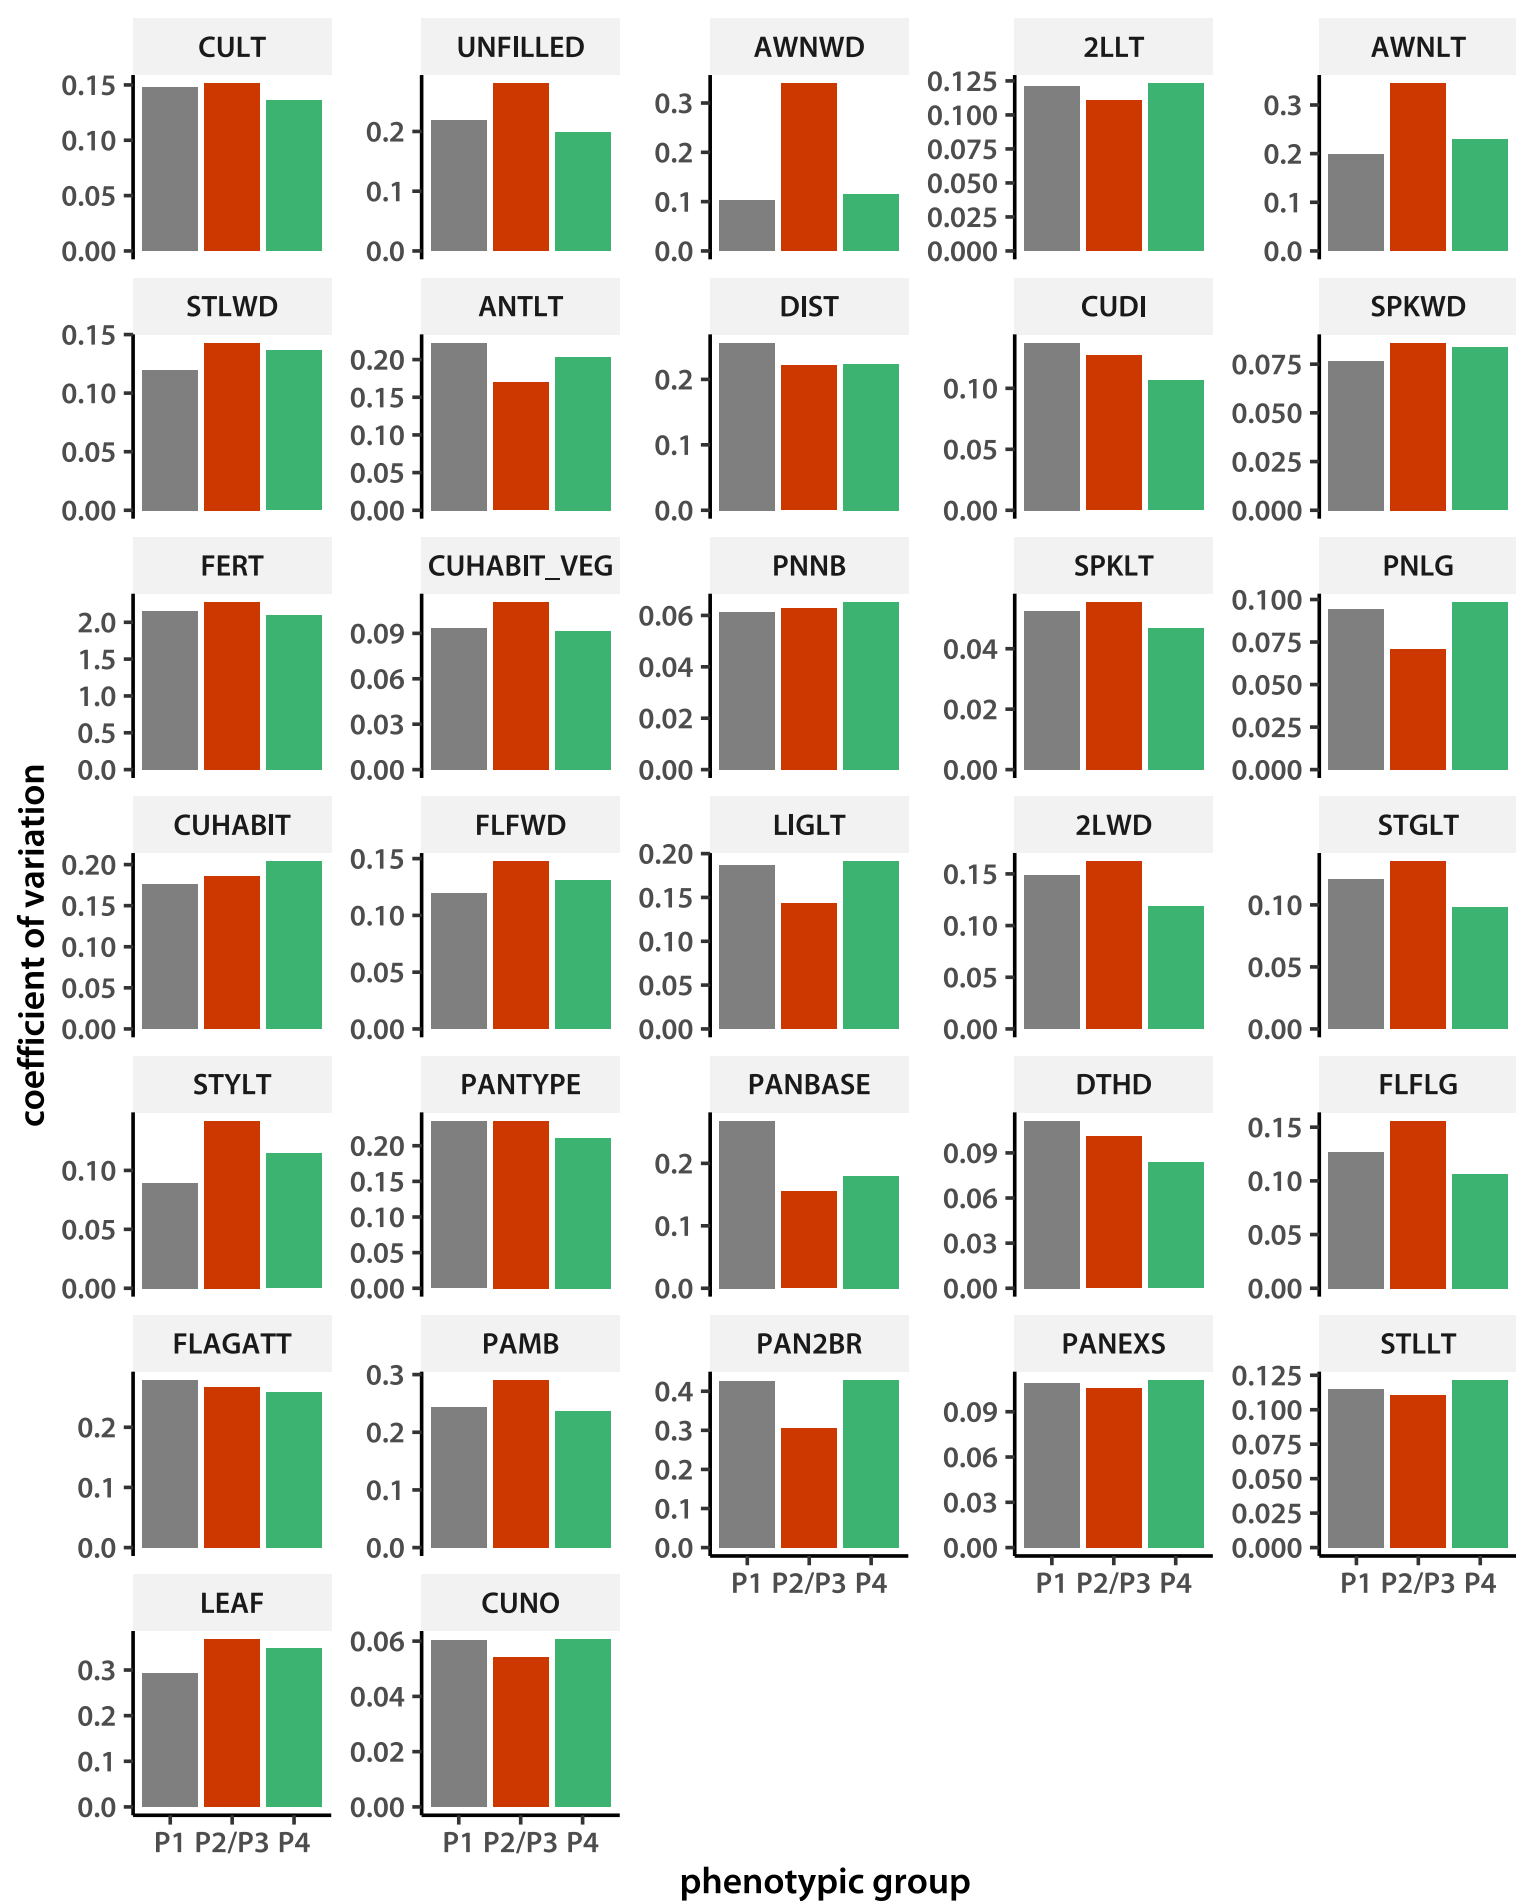 coefficient of variation
CULT UNFILLED AWNWD 2LLT AWNLT
0.15 0.10 0.05 0.00
0.2 0.1 0.0
0.3 0.2 0.1 0.0
0.125 0.100 0.075 0.050 0.025 0.000
0.3 0.2 0.1 0.0
STLWD ANTLT DIST CUDI SPKWD
0.15 0.10 0.05 0.00
0.20 0.15 0.10 0.05 0.00
0.2 0.1 0.0
0.10 0.05 0.00
0.075 0.050 0.025 0.000
FERT CUHABIT_VEG PNNB SPKLT PNLG
2.0 1.5 1.0 0.5 0.0
0.09 0.06 0.03 0.00
0.06 0.04 0.02 0.00
0.04 0.02 0.00
0.100 0.075 0.050 0.025 0.000
CUHABIT FLFWD LIGLT 2LWD STGLT
0.20 0.15 0.10 0.05 0.00
0.15 0.10 0.05 0.00
0.20 0.15 0.10 0.05 0.00
0.15 0.10 0.05 0.00
0.10 0.05 0.00
STYLT PANTYPE PANBASE DTHD FLFLG
0.10 0.05 0.00
0.20 0.15 0.10 0.05 0.00
0.2 0.1 0.0
0.09 0.06 0.03 0.00
0.15 0.10 0.05 0.00
FLAGATT PAMB PAN2BR PANEXS STLLT
0.2 0.1 0.0
0.3 0.2 0.1 0.0
0.4 0.3 0.2 0.1 0.0
0.09 0.06 0.03 0.00
0.125 0.100 0.075 0.050 0.025 0.000
P1 P2/P3 P4 P1 P2/P3 P4 P1 P2/P3 P4
LEAF CUNO
0.3 0.2 0.1 0.0
0.06 0.04 0.02 0.00
P1 P2/P3 P4 P1 P2/P3 P4
phenotypic group